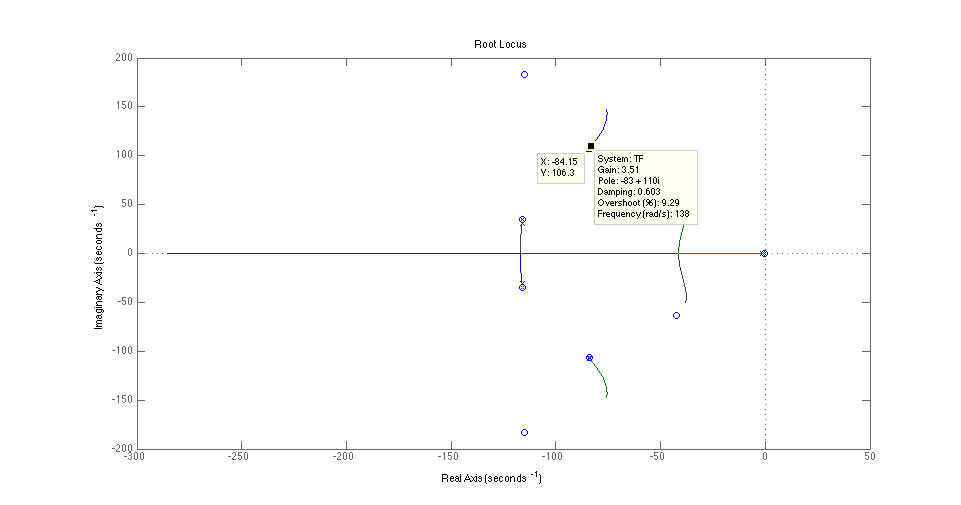 Root Locus
200
150
100
50
0
-50
-100
-150
-200
Imaginary Axis (seconds -1)
X: -84.15
Y: 106.3
System: TF
Gain: 3.51
Pole: -83 + 110i
Damping: 0.603
Overshoot (%): 9.29
Frequency (rad/s): 138
-300
-250
-200
-150
-100
-50
0
50
Real Axis (seconds -1)